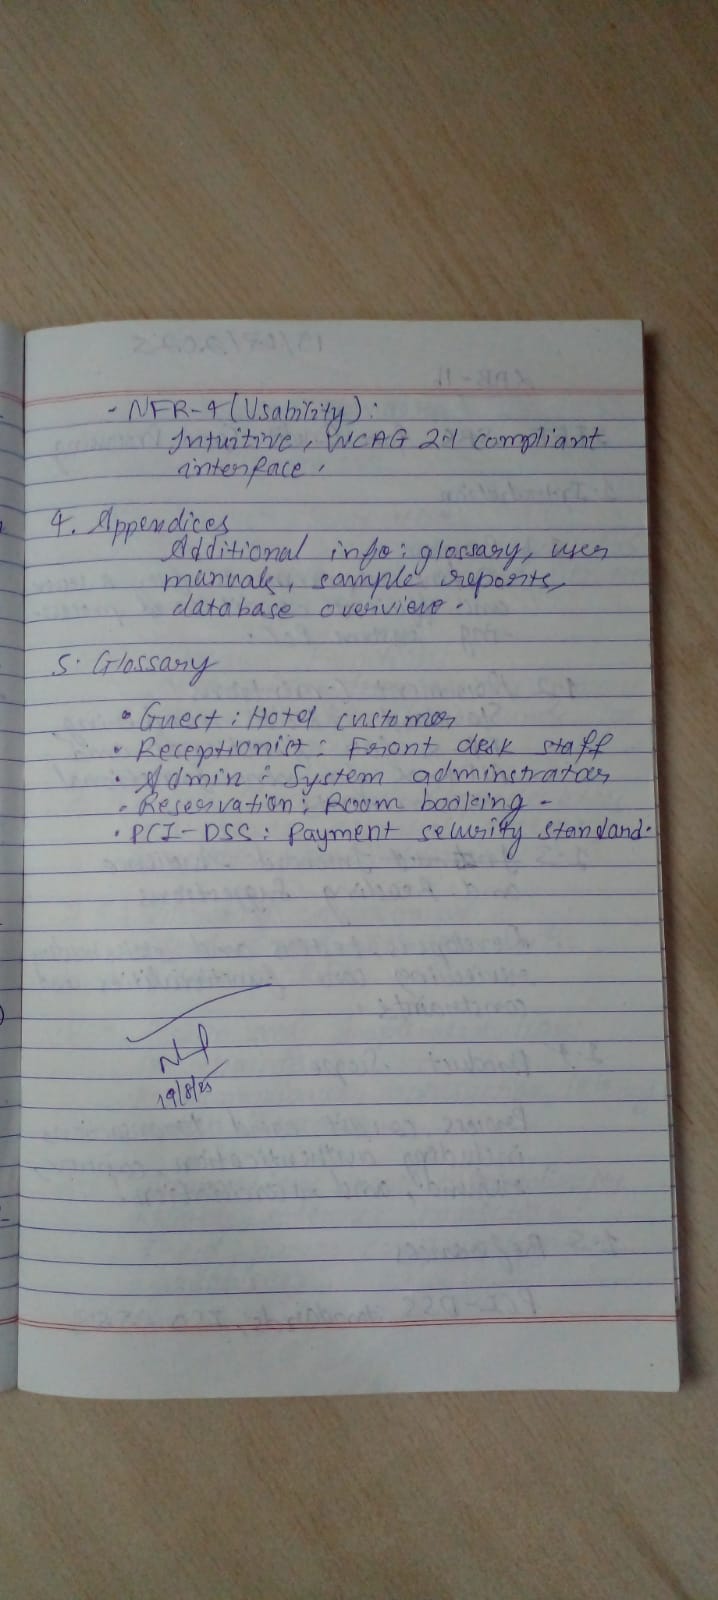 - NFR-4 (Usability):
Intuitive, WCAG 2.1 compliant
interface.
4. Appendices
Additional info: glossary, user
manuals, sample reports,
database overview.
5. Glossary
• Guest: Hotel customer
• Receptionist: Front desk staff
• Admin: System adminstrator
• Reservation: Room booking -
• PCI-DSS: Payment security standard.
19/8/25